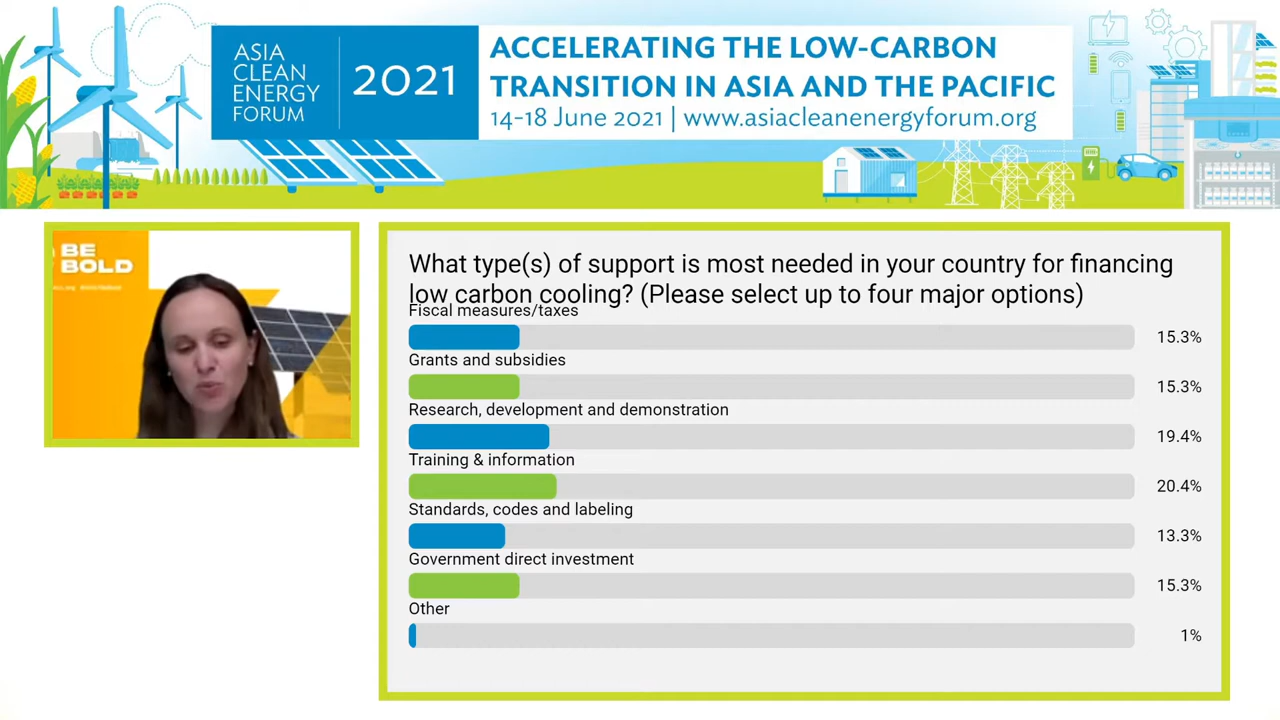 ASIA
CLEAN
ENERGY
FORUM
2021
ACCELERATING THE LOW-CARBON
TRANSITION IN ASIA AND THE PACIFIC
14-18 June 2021 | www.asiacleanenergyforum.org
BE
BOLD
What type(s) of support is most needed in your country for financing
low carbon cooling? (Please select up to four major options)
Fiscal measures/taxes
15.3%
Grants and subsidies
15.3%
Research, development and demonstration
19.4%
Training & information
20.4%
Standards, codes and labeling
13.3%
Government direct investment
15.3%
Other
1%